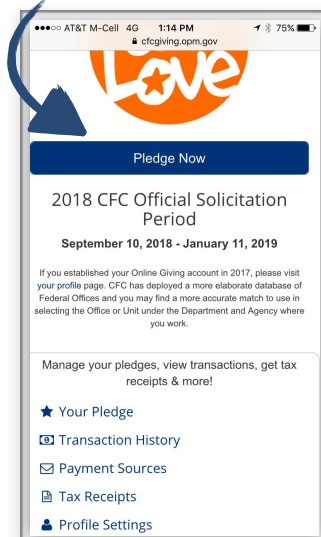 AT&T M-Cell 4G 1:14 PM 75%
cfcgiving.opm.gov
Love
Pledge Now
2018 CFC Official Solicitation
Period
September 10, 2018 - January 11, 2019
If you established your Online Giving account in 2017, please visit
your profile page. CFC has deployed a more elaborate database of
Federal Offices and you may find a more accurate match to use in
selecting the Office or Unit under the Department and Agency where
you work.
Manage your pledges, view transactions, get tax
receipts & more!
Your Pledge
Transaction History
Payment Sources
Tax Receipts
Profile Settings